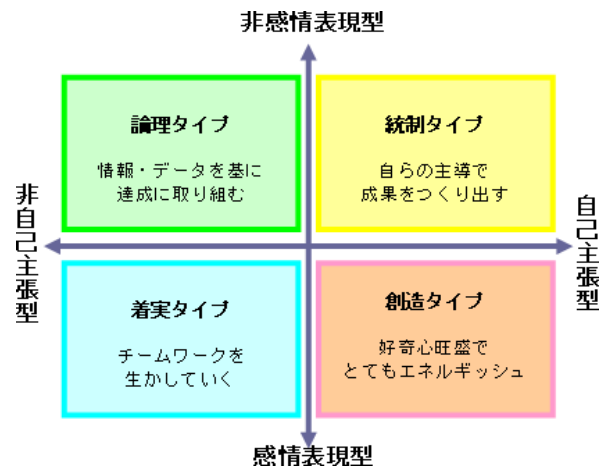 非感情表現型
論理タイプ
情報・データを基に
達成に取り組む
統制タイプ
自らの主導で
成果をつくり出す
非自己主張型
自己主張型
着実タイプ
チームワークを
生かしていく
創造タイプ
好奇心旺盛で
とてもエネルギッシュ
感情表現型